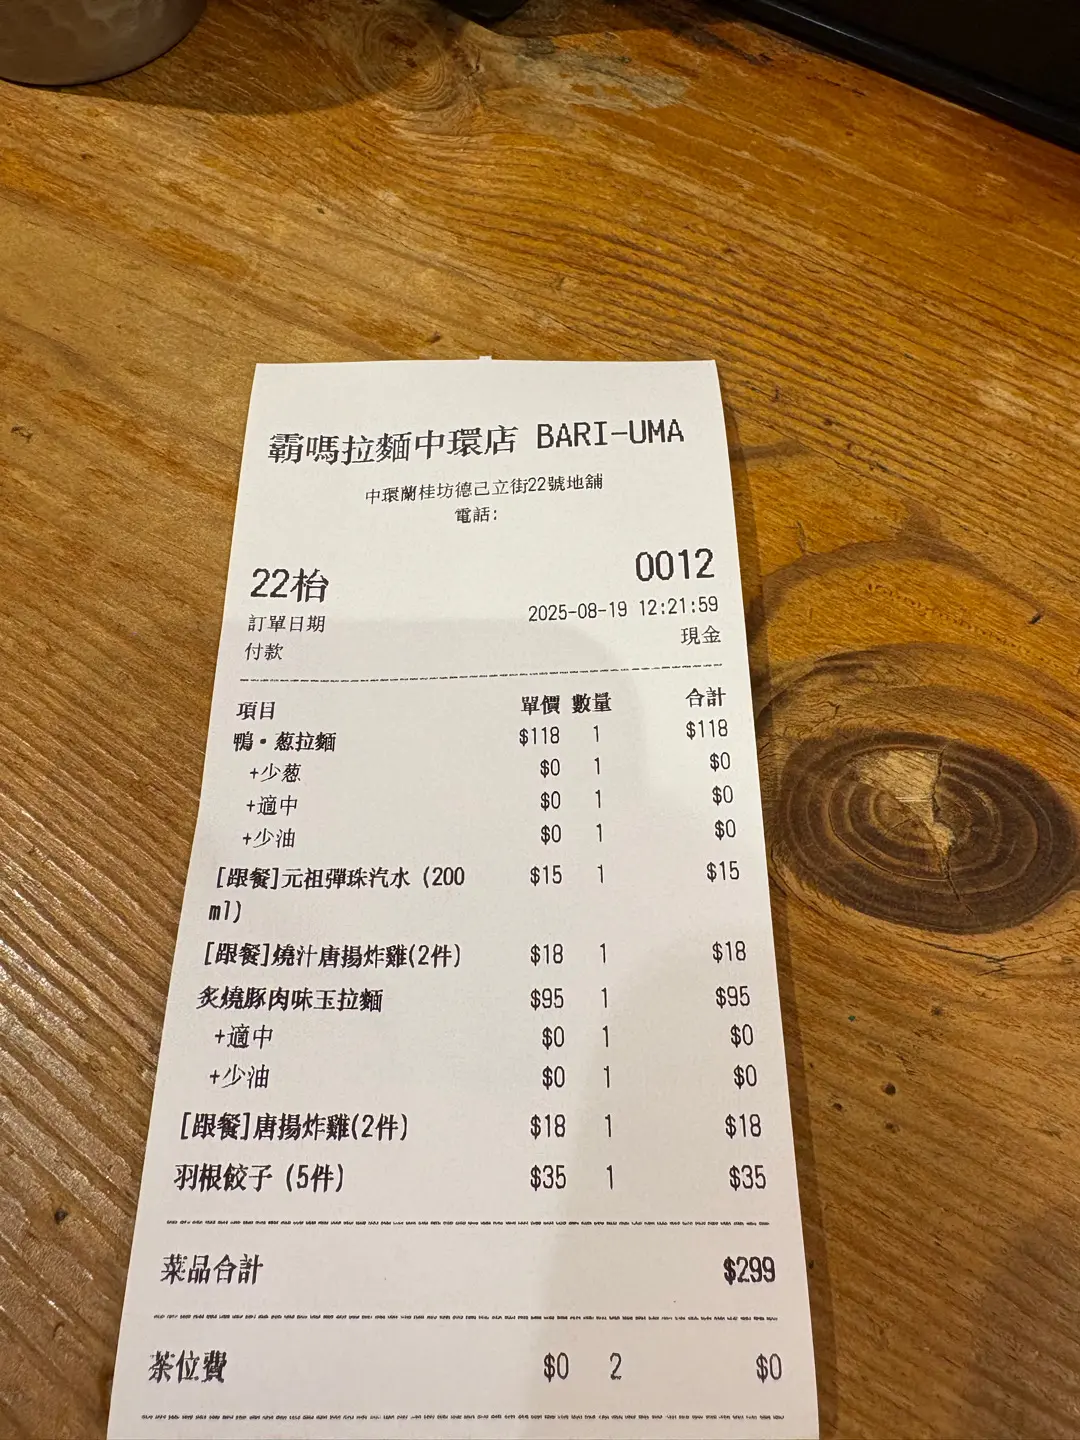 霸嗎拉麵中環店 BARI-UMA
中環蘭桂坊德己立街22號地舖
電話:
22枱 0012
訂單日期 2025-08-19 12:21:59
付款 現金
項目 單價 數量 合計
鴨・葱拉麵 $118 1 $118
+少葱 $0 1 $0
+適中 $0 1 $0
+少油 $0 1 $0
[跟餐]元祖彈珠汽水 (200 $15 1 $15
ml)
[跟餐]燒汁唐揚炸雞(2件) $18 1 $18
炙燒豚肉味玉拉麵 $95 1 $95
+適中 $0 1 $0
+少油 $0 1 $0
[跟餐]唐揚炸雞(2件) $18 1 $18
羽根餃子 (5件) $35 1 $35
菜品合計 $299
茶位費 $0 2 $0